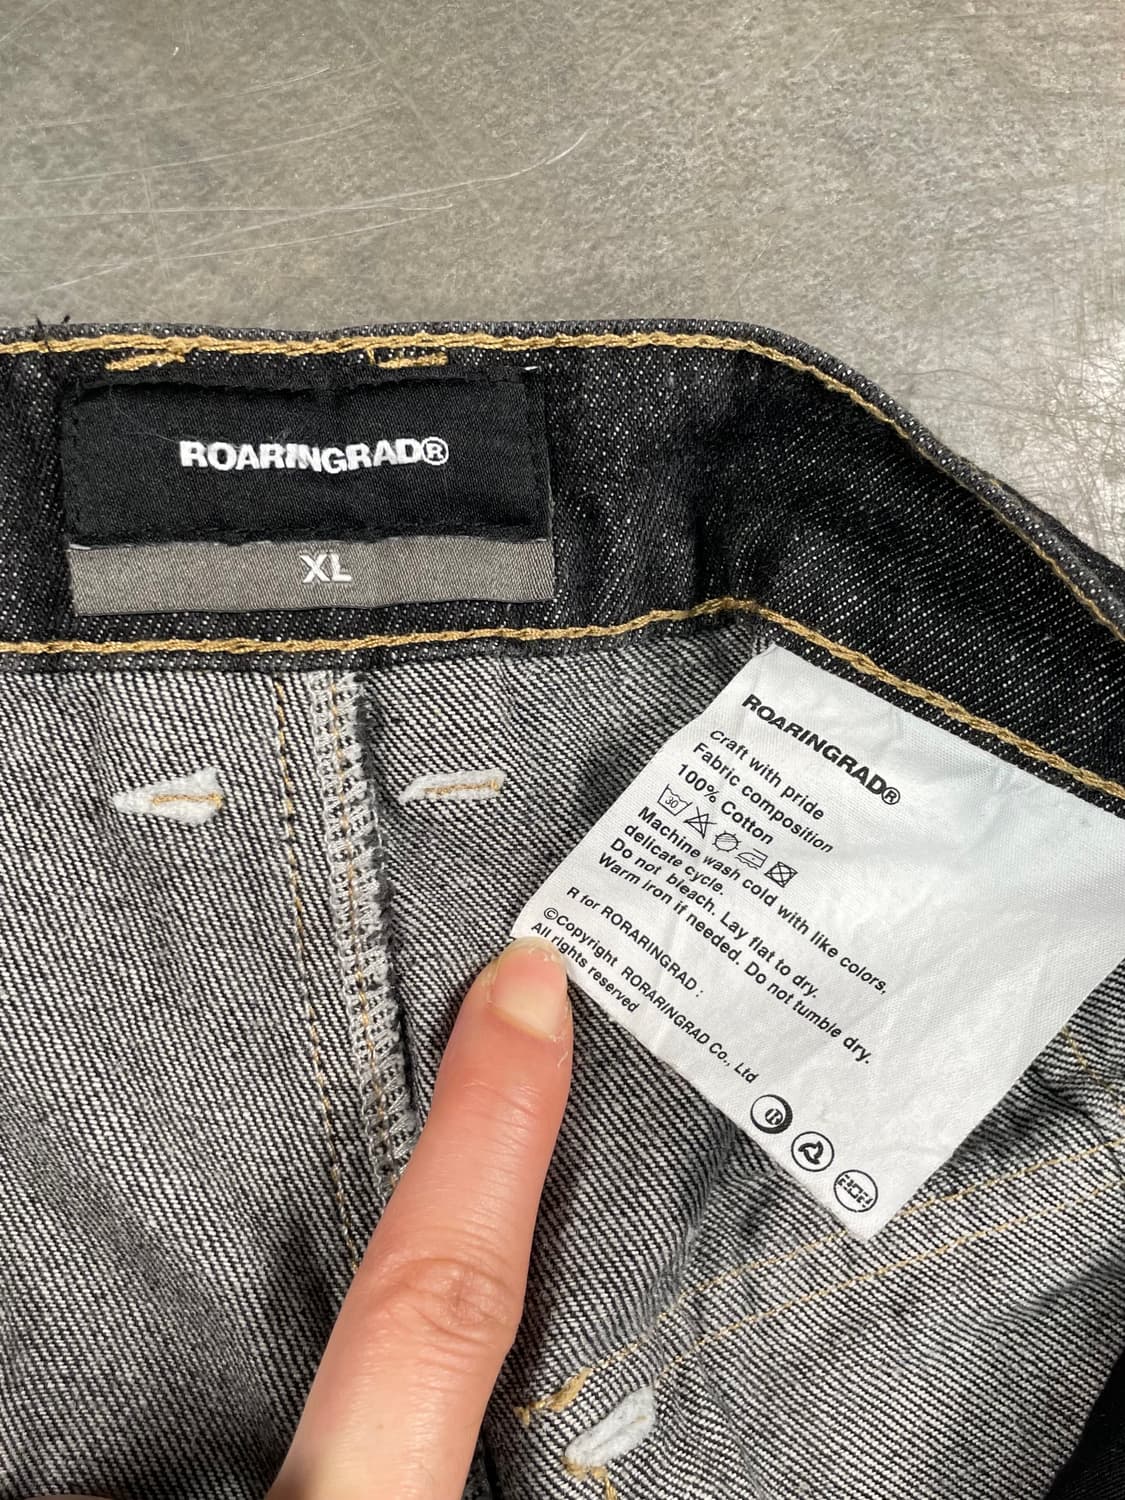 ROARINGRAD®
XL
ROARINGRAD®
Craft with pride
Fabric composition
100% Cotton
30
Machine wash cold with like colors,
delicate cycle.
Do not bleach. Lay flat to dry.
Warm iron if needed. Do not tumble dry.
R for RORARINGRAD :
©Copyright RORARINGRAD Co., Ltd
All rights reserved
R